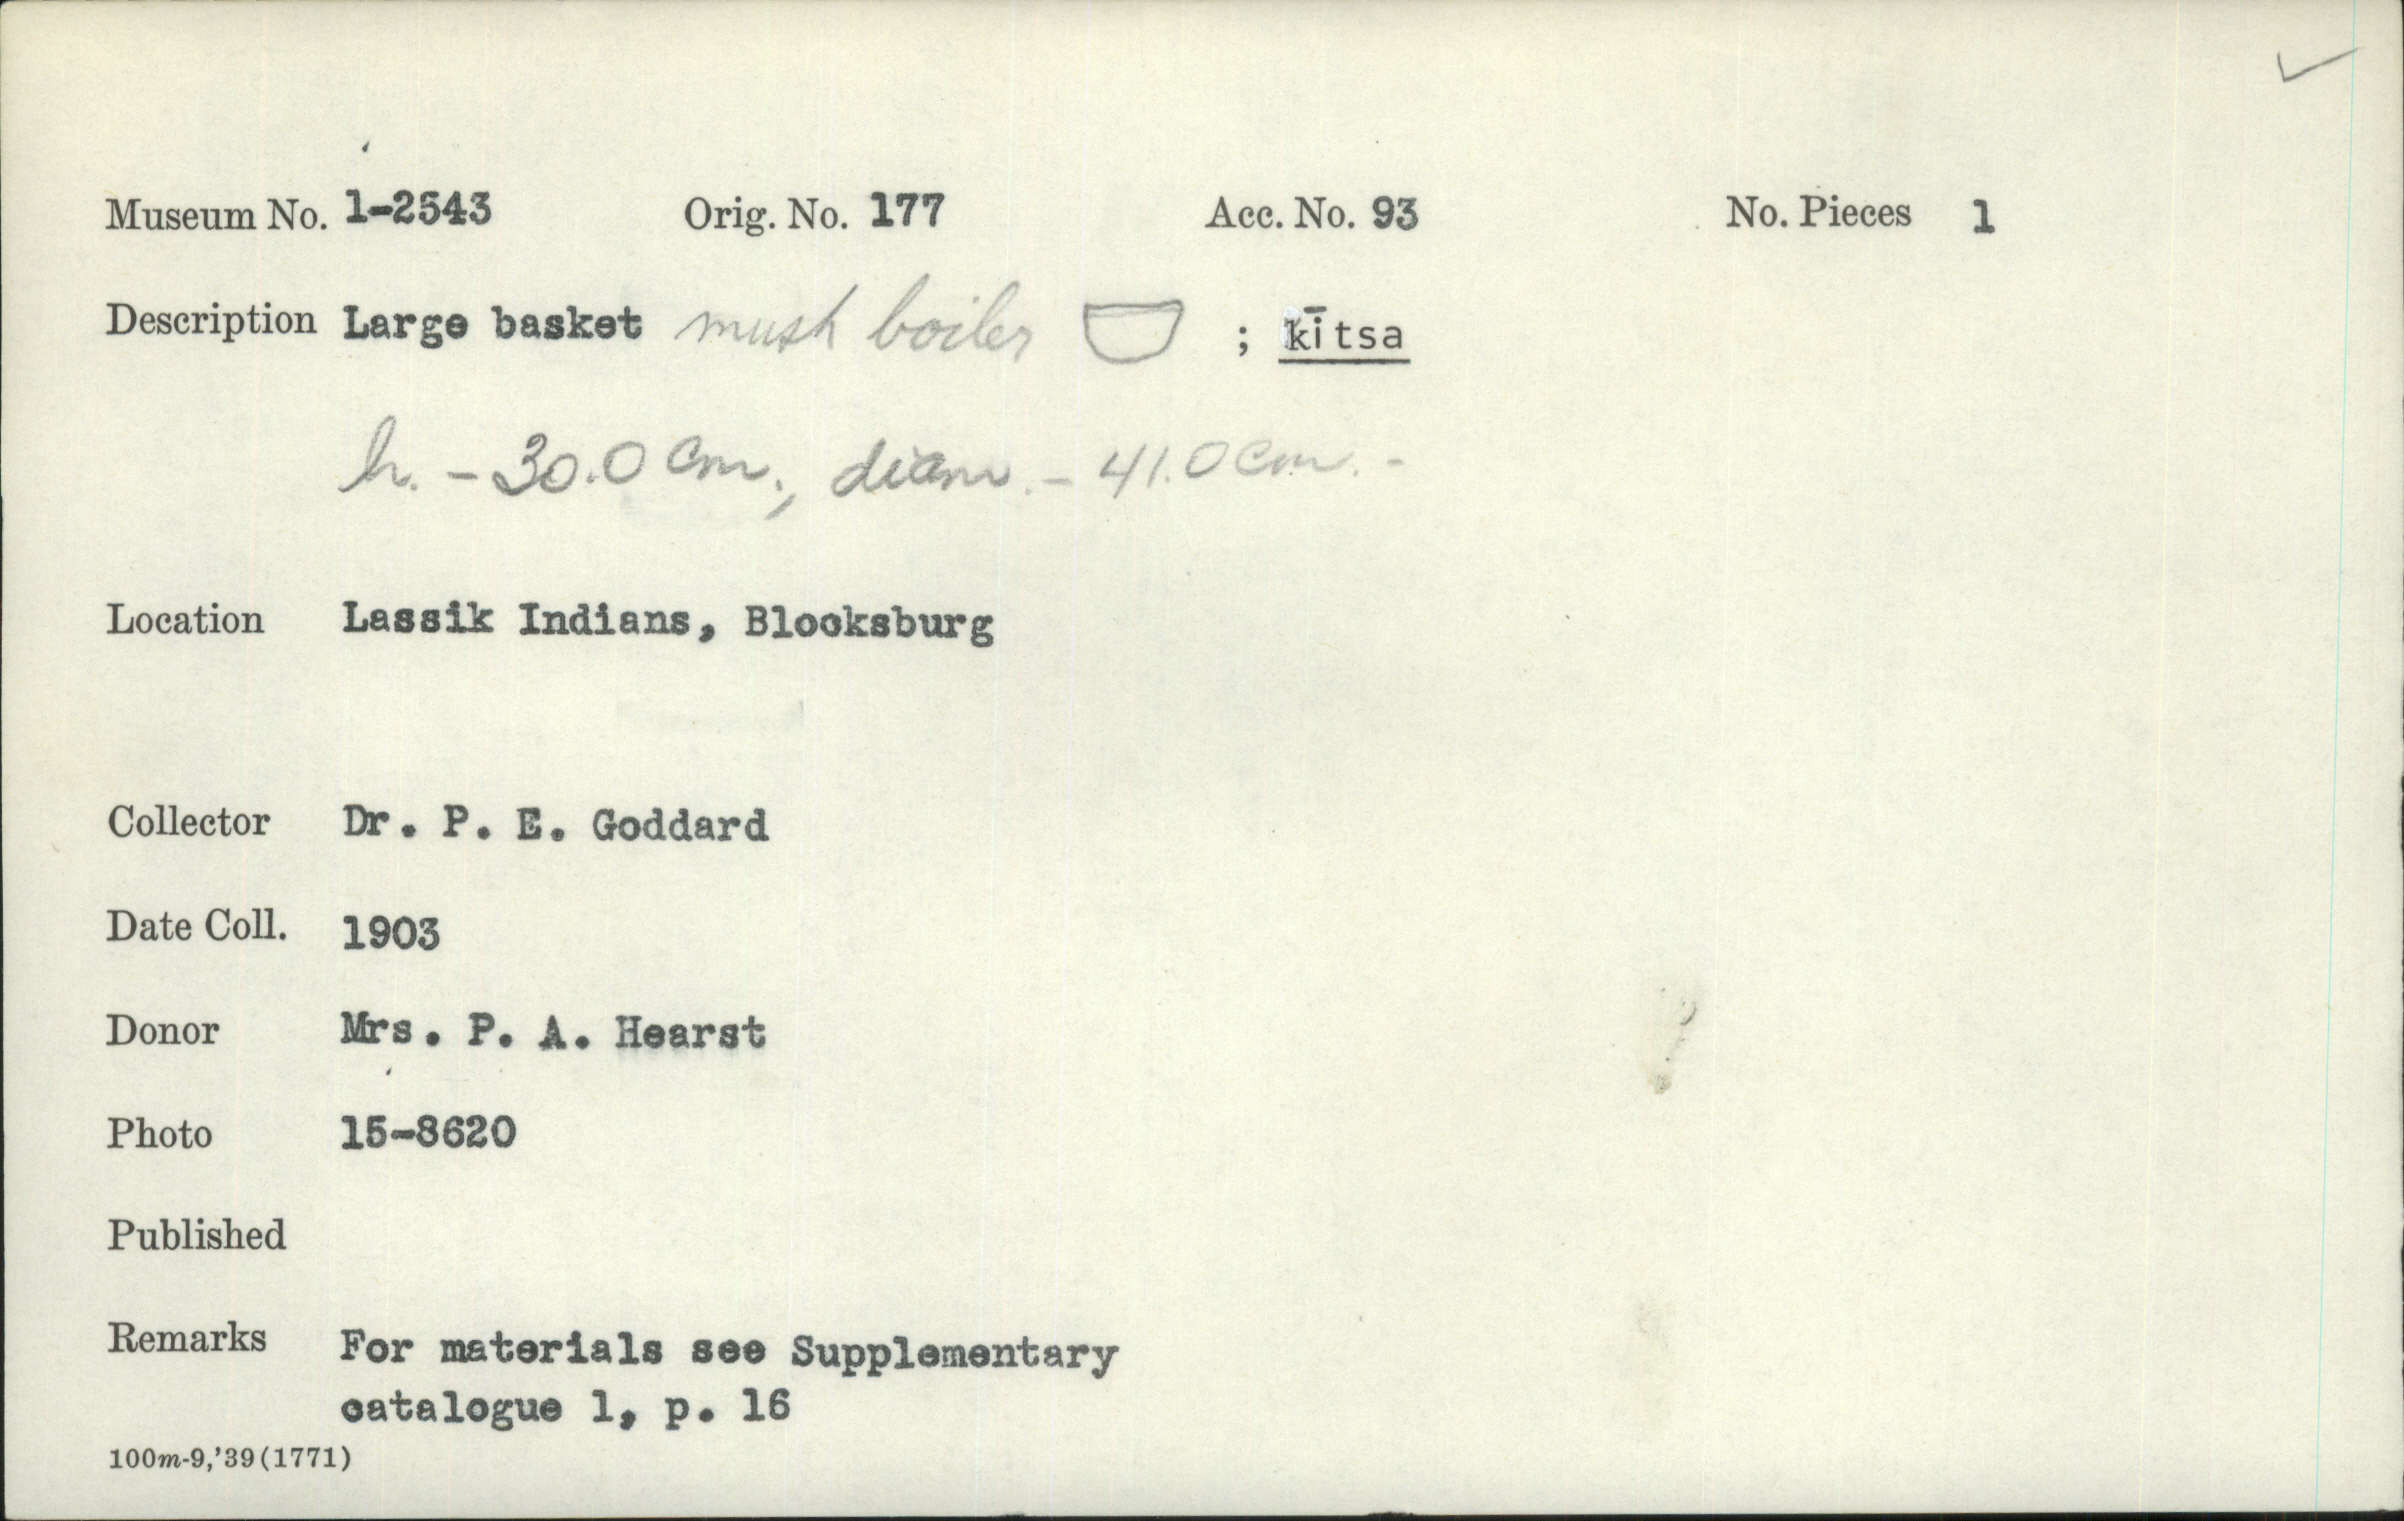 Museum No. 1-2543 Orig. No. 177 Acc. No. 93 No. Pieces 1
Description Large basket mush boiler ; kītsa
h. - 30.0 cm., diam. - 41.0 cm. -
Location Lassik Indians, Blocksburg
Collector Dr. P. E. Goddard
Date Coll. 1903
Donor Mrs. P. A. Hearst
Photo 15-8620
Published
Remarks For materials see Supplementary
catalogue 1, p. 16
100m-9,'39(1771)